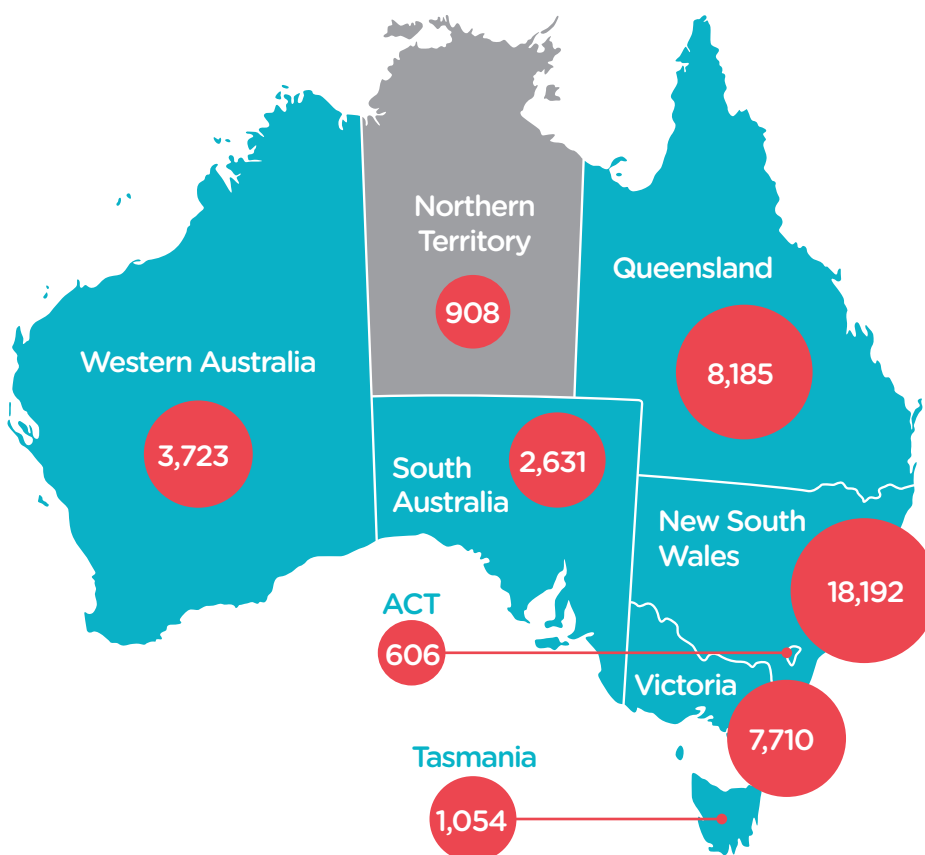 Northern
Territory
908
Queensland
8,185
Western Australia
3,723
South
Australia
2,631
New South
Wales
18,192
ACT
606
Victoria
7,710
Tasmania
1,054